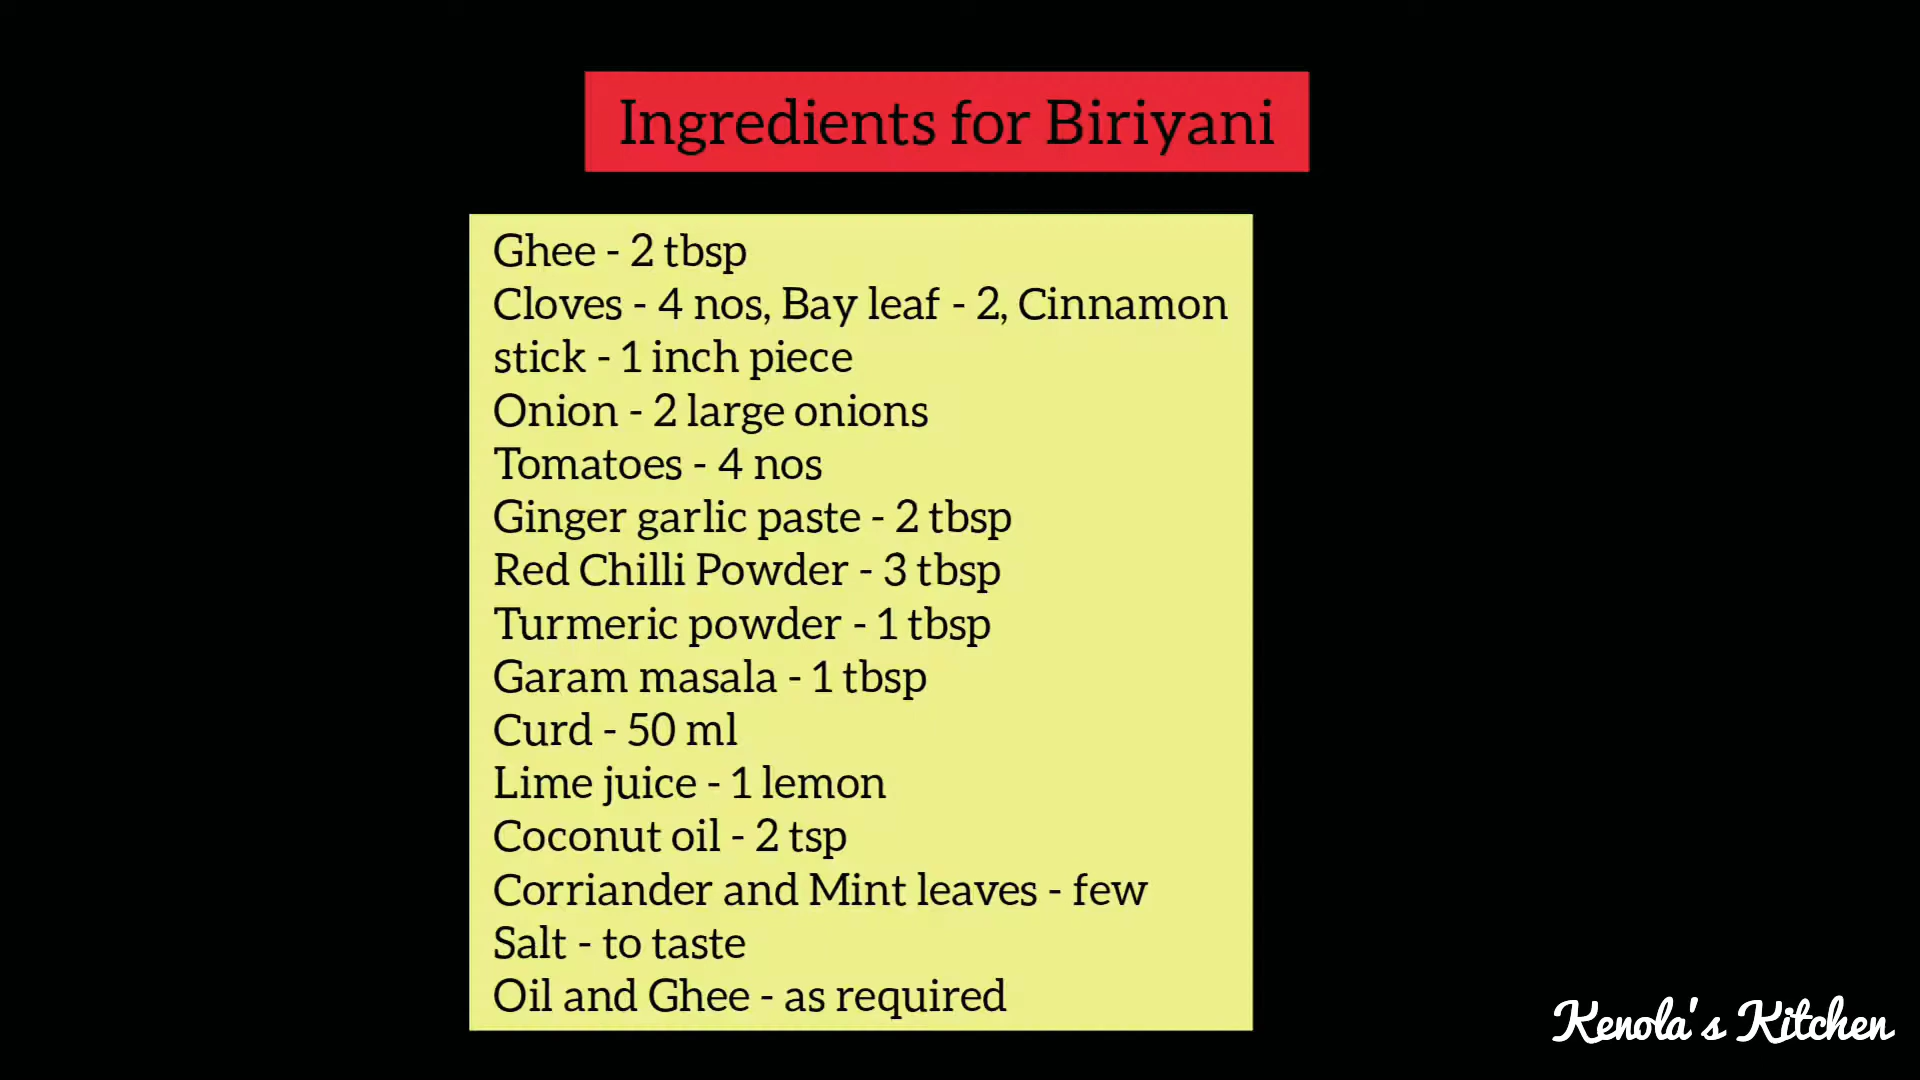 Ingredients for Biriyani
Ghee - 2 tbsp
Cloves - 4 nos, Bay leaf - 2, Cinnamon
stick - 1 inch piece
Onion - 2 large onions
Tomatoes - 4 nos
Ginger garlic paste - 2 tbsp
Red Chilli Powder - 3 tbsp
Turmeric powder - 1 tbsp
Garam masala - 1 tbsp
Curd - 50 ml
Lime juice - 1 lemon
Coconut oil - 2 tsp
Corriander and Mint leaves - few
Salt - to taste
Oil and Ghee - as required
Kenola's Kitchen